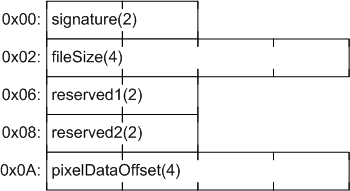 0x00: signature(2)
0x02: fileSize(4)
0x06: reserved1(2)
0x08: reserved2(2)
0x0A: pixelDataOffset(4)